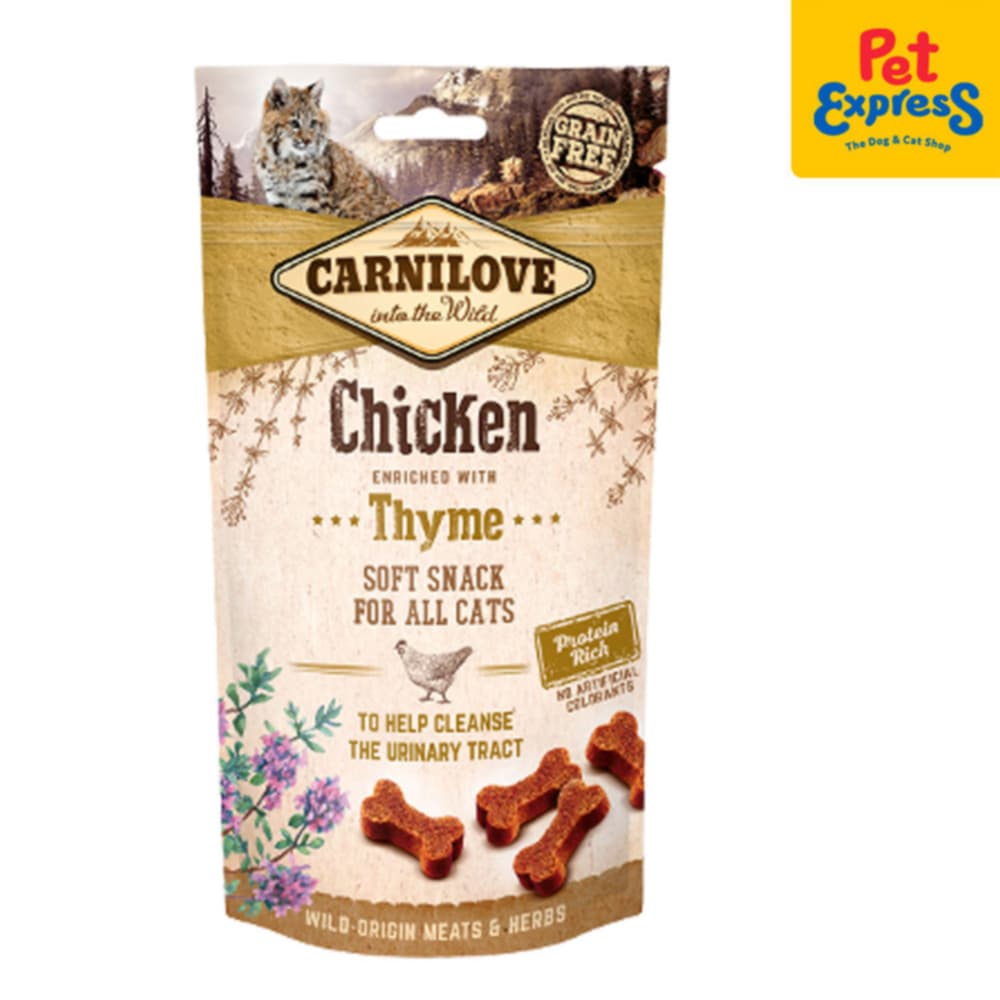 Pet
Express
The Dog & Cat Shop
GRAIN
FREE
CARNILOVE
into the Wild
Chicken
ENRICHED WITH
Thyme
SOFT SNACK
FOR ALL CATS
Protein
Rich
NO ARTIFICIAL
COLORANTS
TO HELP CLEANSE
THE URINARY TRACT
WILD-ORIGIN MEATS & HERBS